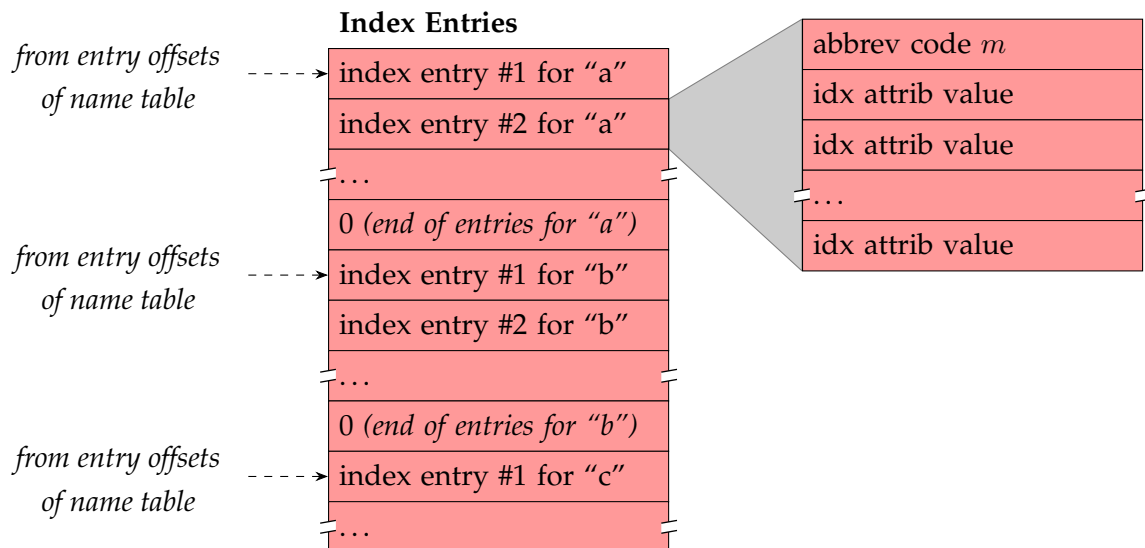 Index Entries
from entry offsets
of name table
index entry #1 for “a”
index entry #2 for “a”
. . .
0 (end of entries for “a”)
from entry offsets
of name table
index entry #1 for “b”
index entry #2 for “b”
. . .
0 (end of entries for “b”)
from entry offsets
of name table
index entry #1 for “c”
. . .
abbrev code m
idx attrib value
idx attrib value
. . .
idx attrib value